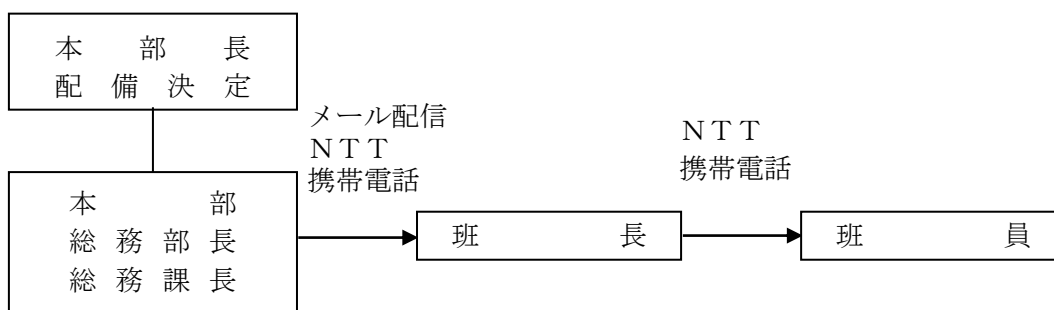 本部長
配備決定
メール配信
ＮＴＴ
携帯電話
ＮＴＴ
携帯電話
本部
総務部長
総務課長
班長
班員